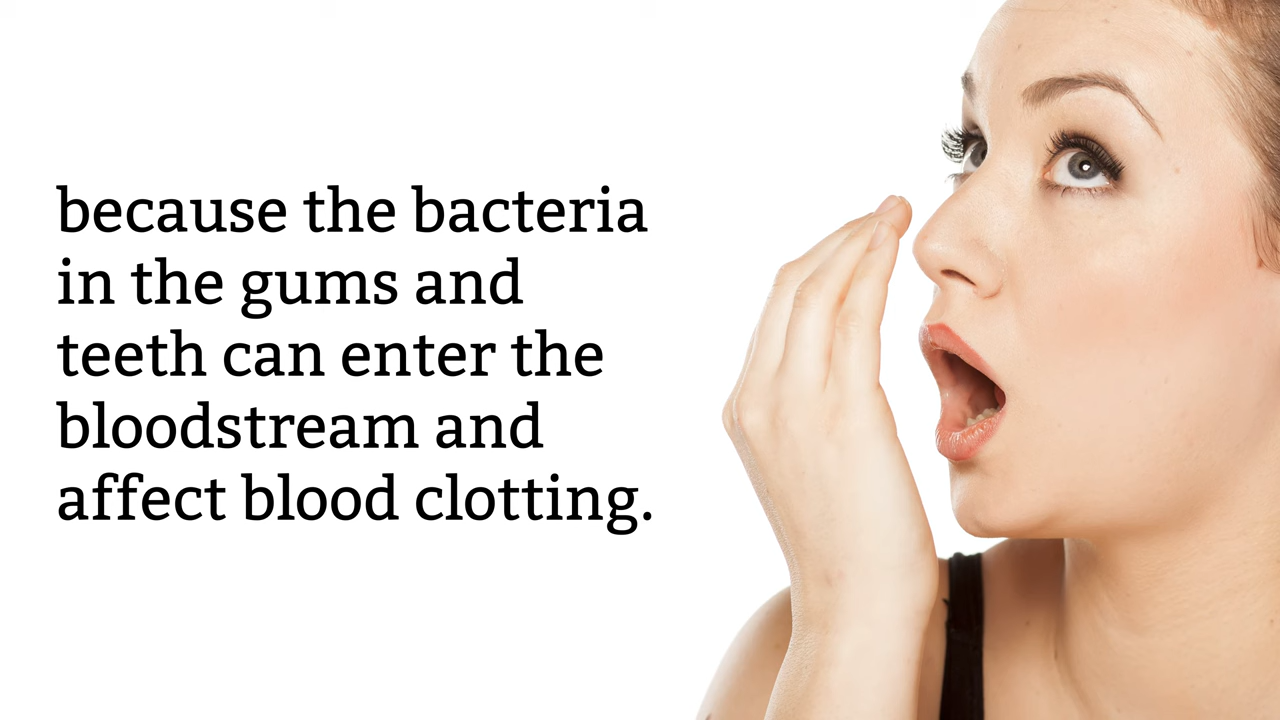 because the bacteria
in the gums and
teeth can enter the
bloodstream and
affect blood clotting.